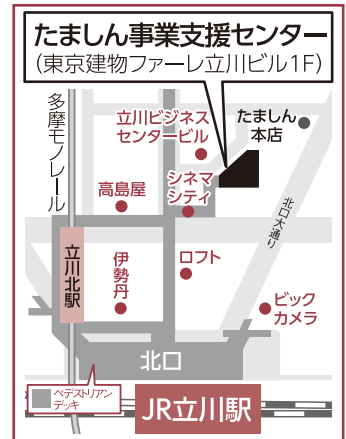 たましん事業支援センター
(東京建物ファーレ立川ビル1F)
多摩モノレール
立川ビジネス
センタービル
たましん
本店
シネマ
シティ
高島屋
北口大通り
立川北駅
伊勢丹
ロフト
ビック
カメラ
北口
ペデストリアン
デッキ
JR立川駅